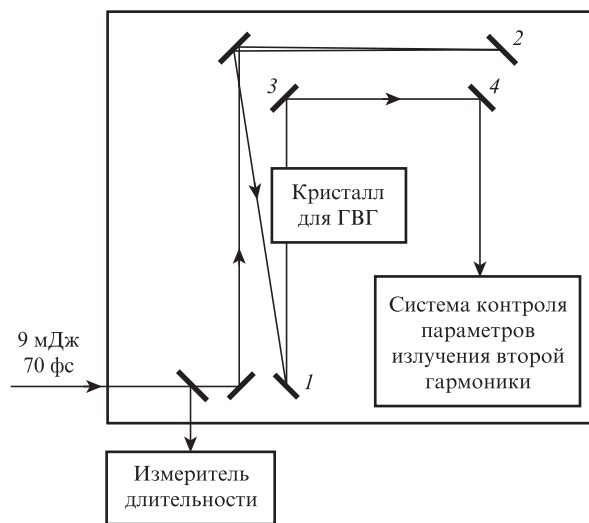 2
3
4
Кристалл
для ГВГ
Система контроля
параметров
излучения второй
гармоники
9 мДж
70 фс
1
Измеритель
длительности